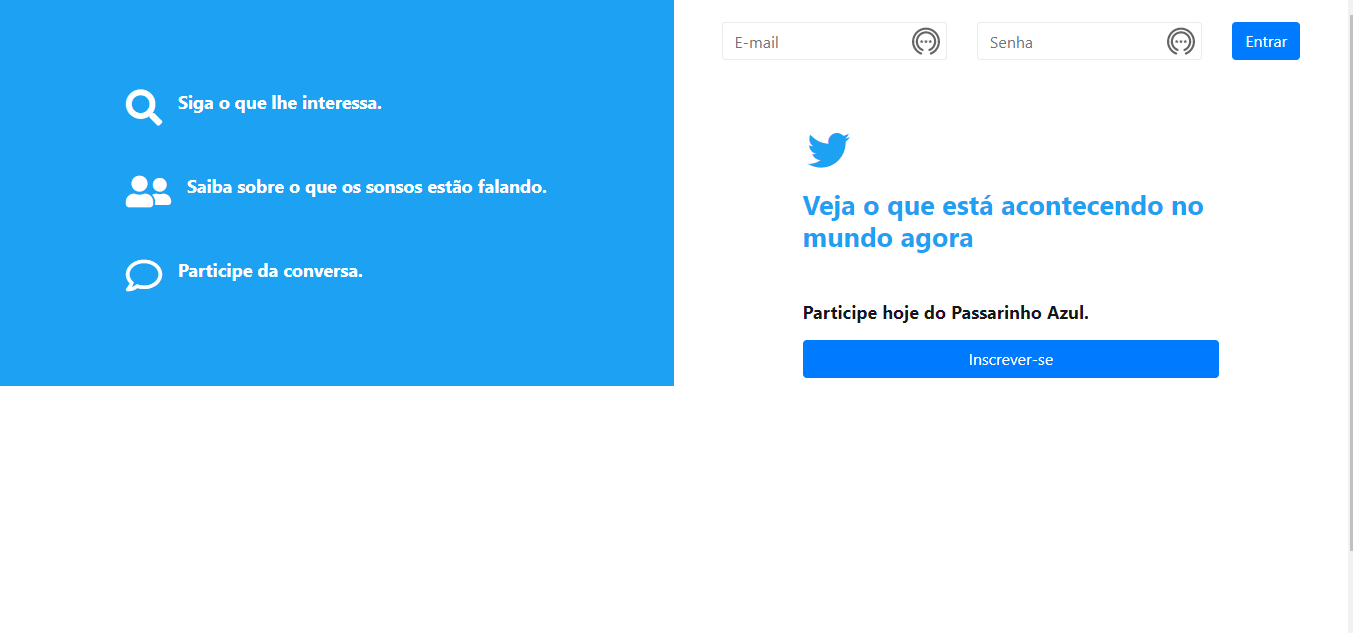 Siga o que lhe interessa.
Saiba sobre o que os sonsos estão falando.
Participe da conversa.
E-mail
Senha
Entrar
Veja o que está acontecendo no
mundo agora
Participe hoje do Passarinho Azul.
Inscrever-se